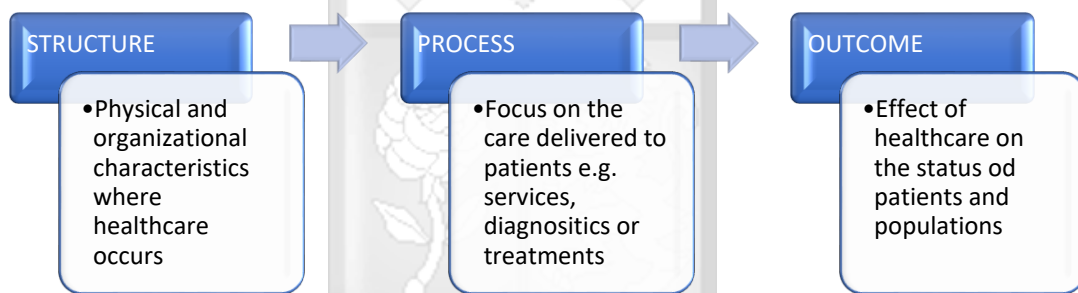 STRUCTURE
•Physical and
organizational
characteristics
where
healthcare
occurs
PROCESS
•Focus on the
care delivered to
patients e.g.
services,
diagnositics or
treatments
OUTCOME
•Effect of
healthcare on
the status od
patients and
populations